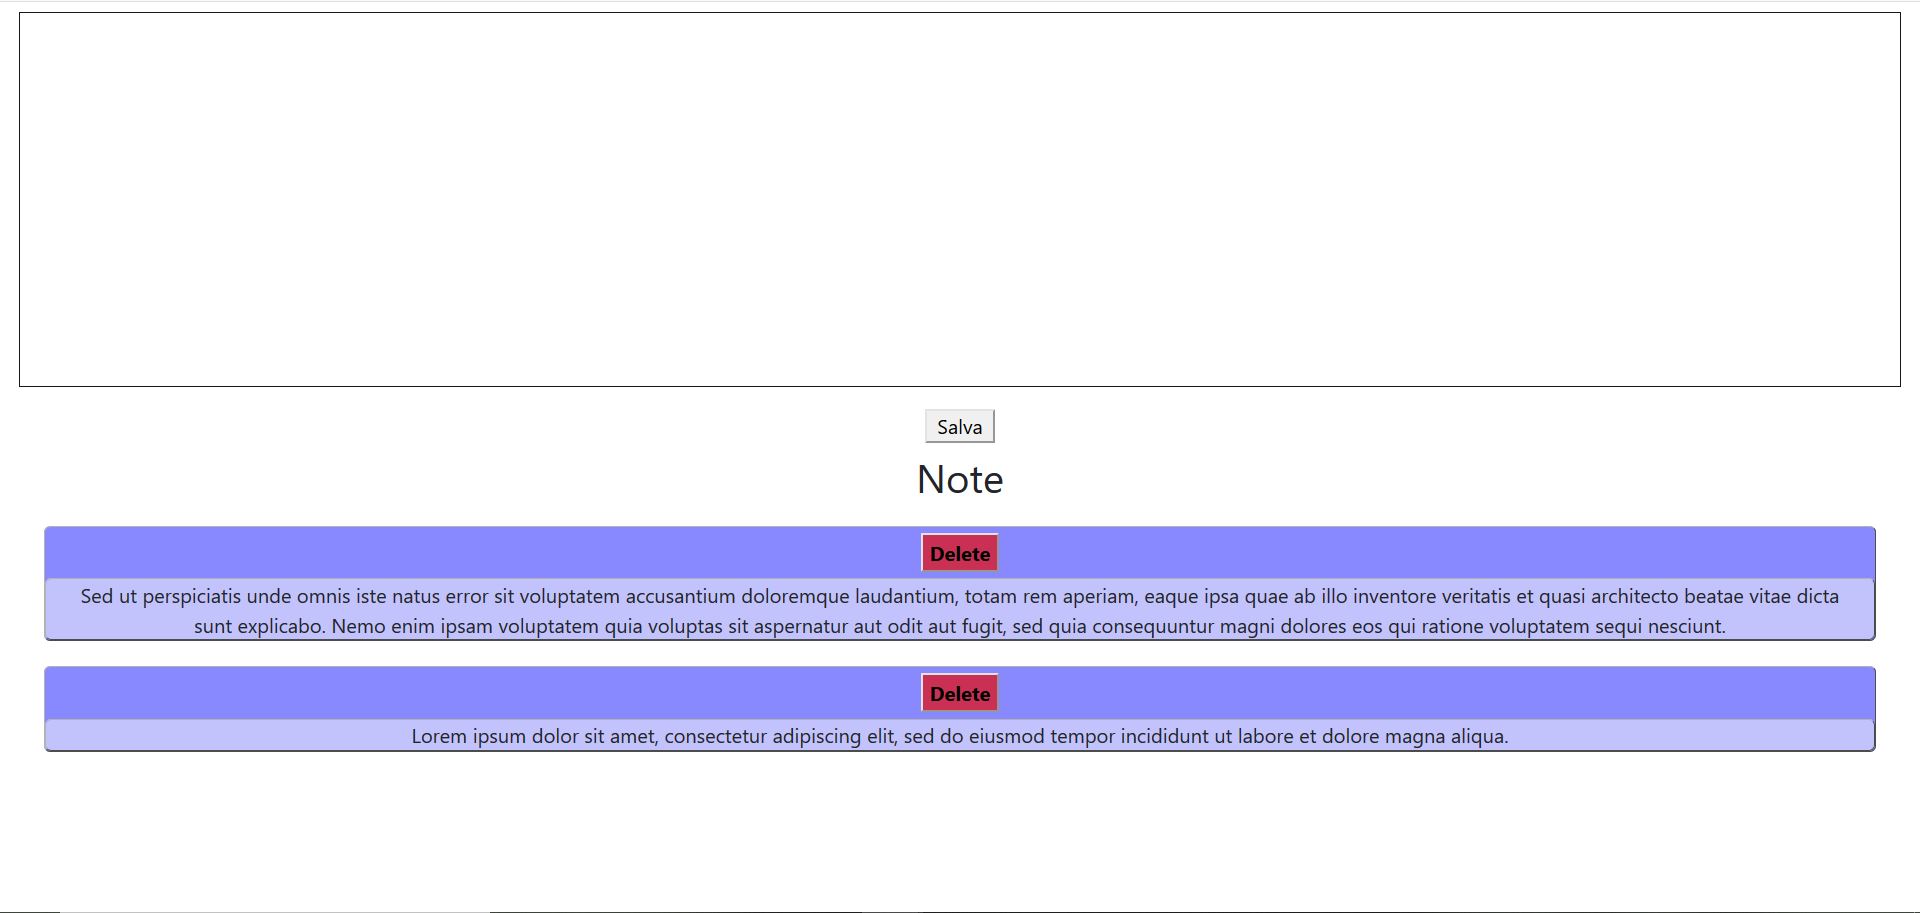 Salva
Note
Delete
Sed ut perspiciatis unde omnis iste natus error sit voluptatem accusantium doloremque laudantium, totam rem aperiam, eaque ipsa quae ab illo inventore veritatis et quasi architecto beatae vitae dicta
sunt explicabo. Nemo enim ipsam voluptatem quia voluptas sit aspernatur aut odit aut fugit, sed quia consequuntur magni dolores eos qui ratione voluptatem sequi nesciunt.
Delete
Lorem ipsum dolor sit amet, consectetur adipiscing elit, sed do eiusmod tempor incididunt ut labore et dolore magna aliqua.